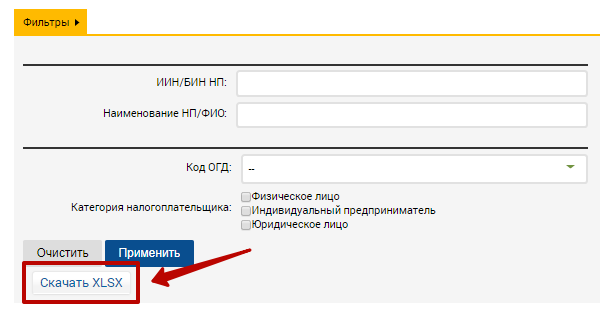 Фильтры
ИИН/БИН НП:
Наименование НП/ФИО:
Код ОГД: --
Категория налогоплательщика:
Физическое лицо
Индивидуальный предприниматель
Юридическое лицо
Очистить Применить
Скачать XLSX